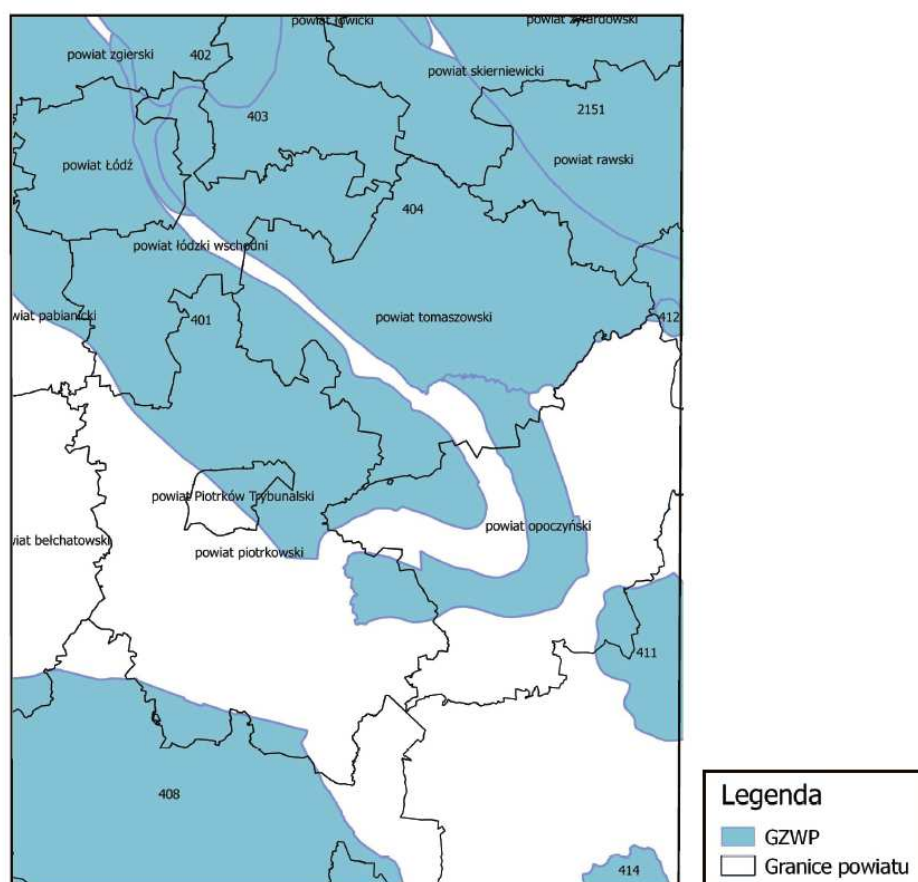 powiat łowicki
powiat żyrardowski
powiat zgierski
402
powiat skierniewicki
403
2151
powiat Łódź
powiat rawski
404
powiat łódzki wschodni
wiat pabianicki
401
powiat tomaszowski
412
powiat Piotrków Trybunalski
powiat opoczyński
wiat bełchatowski
powiat piotrkowski
411
408
414
Legenda
GZWP
Granice powiatu